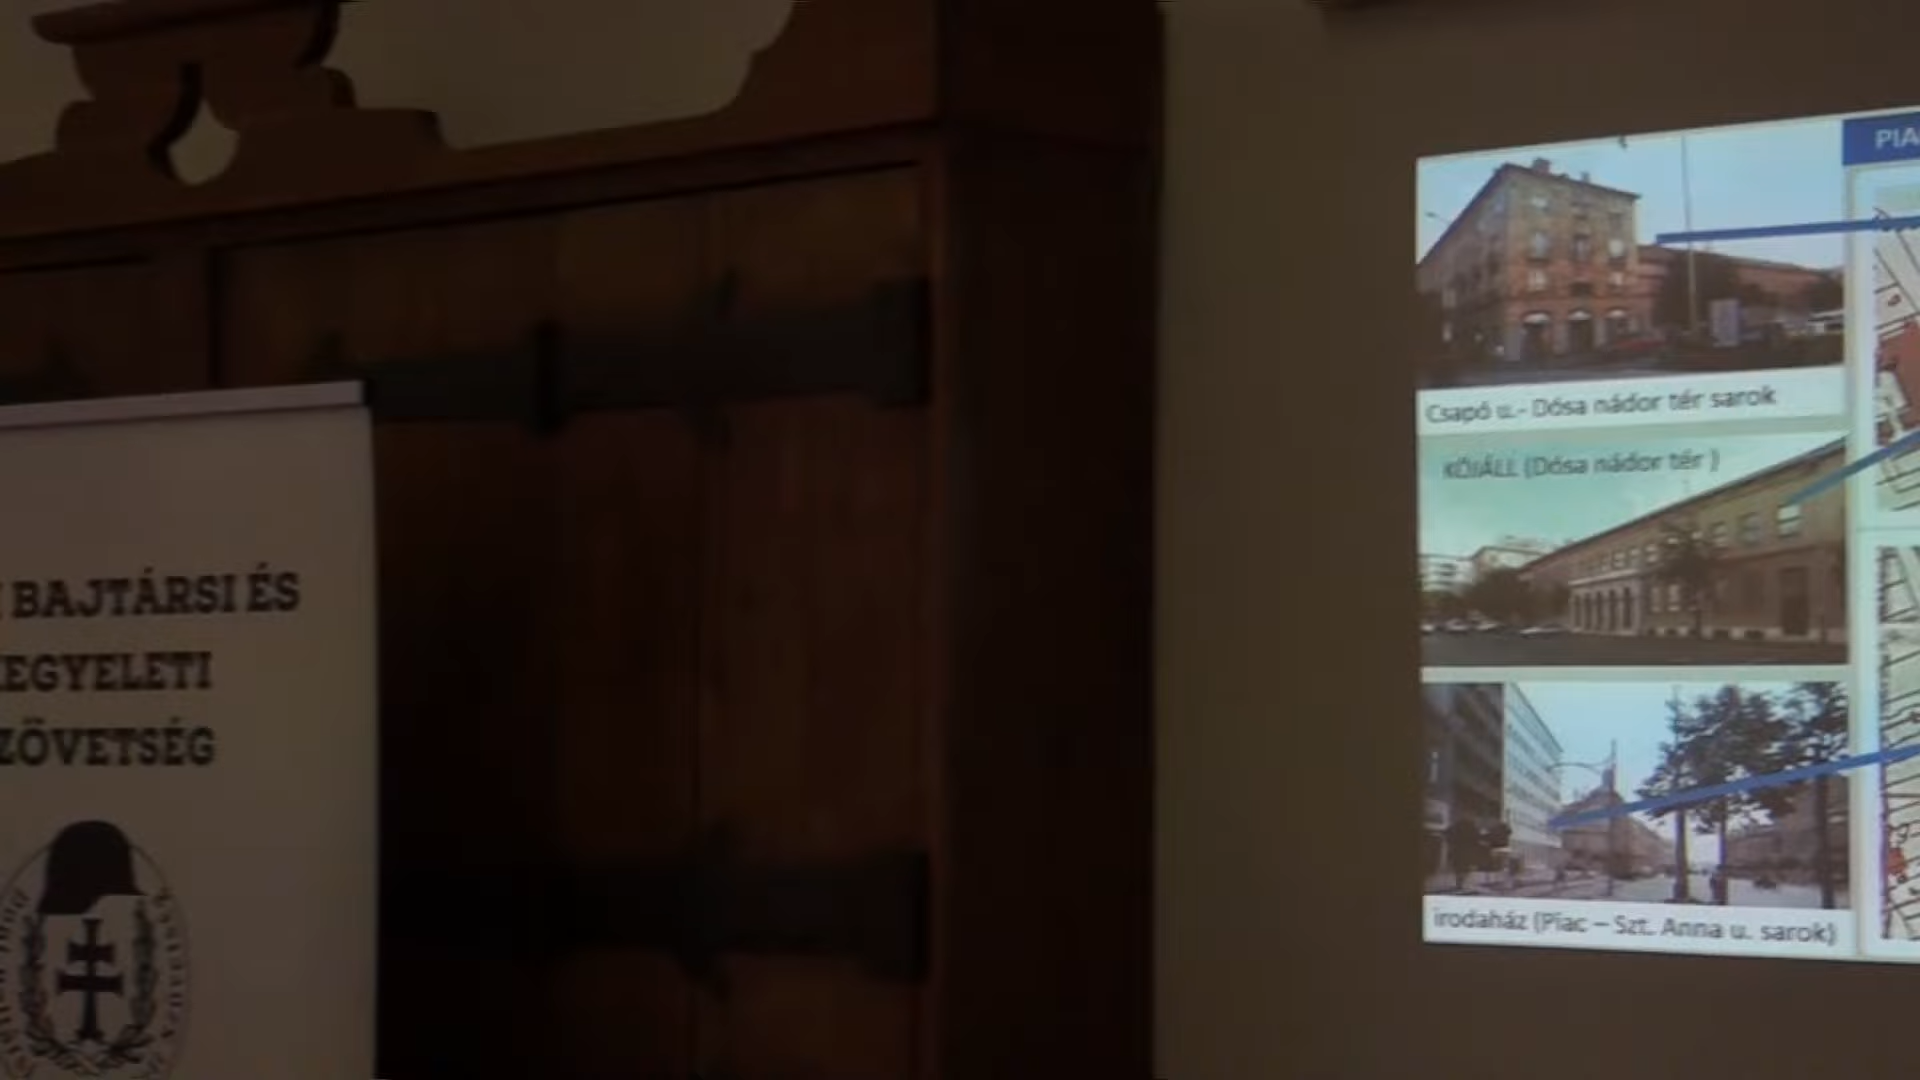 BAJTÁRSI ÉS
EGYELETI
ZÖVETSÉG
PIA
Csapó u.- Dósa nádor tér sarok
KÖJÁLL (Dósa nádor tér )
irodaház (Piac – Szt. Anna u. sarok)